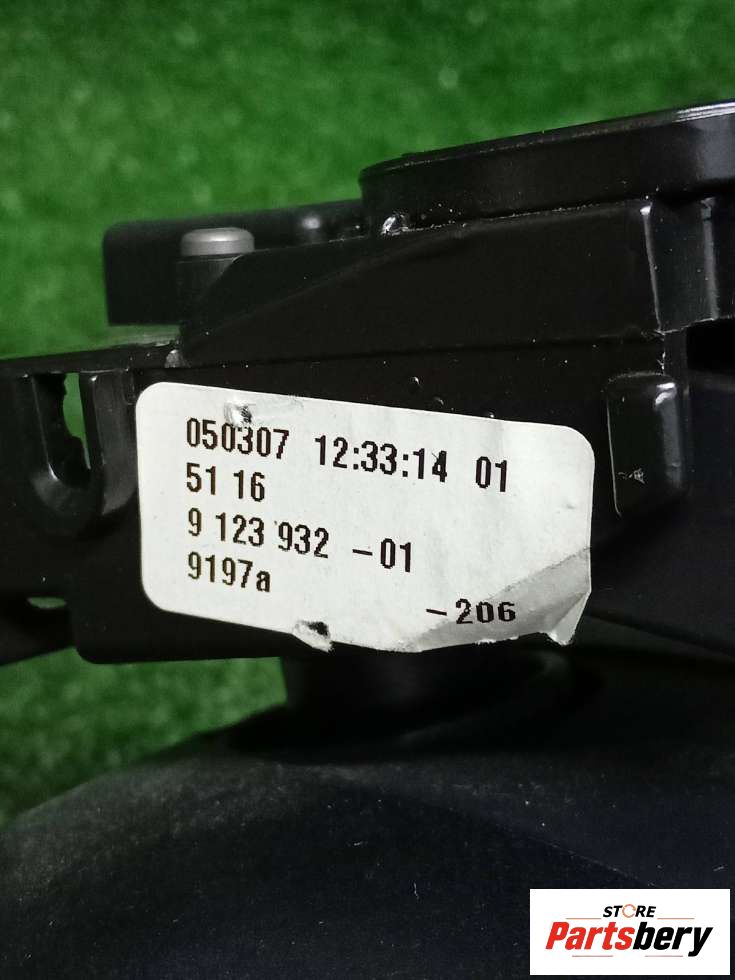 050307 12:33:14 01
51 16
9 123 932 -01
9197a
-206
STORE
Partsbery